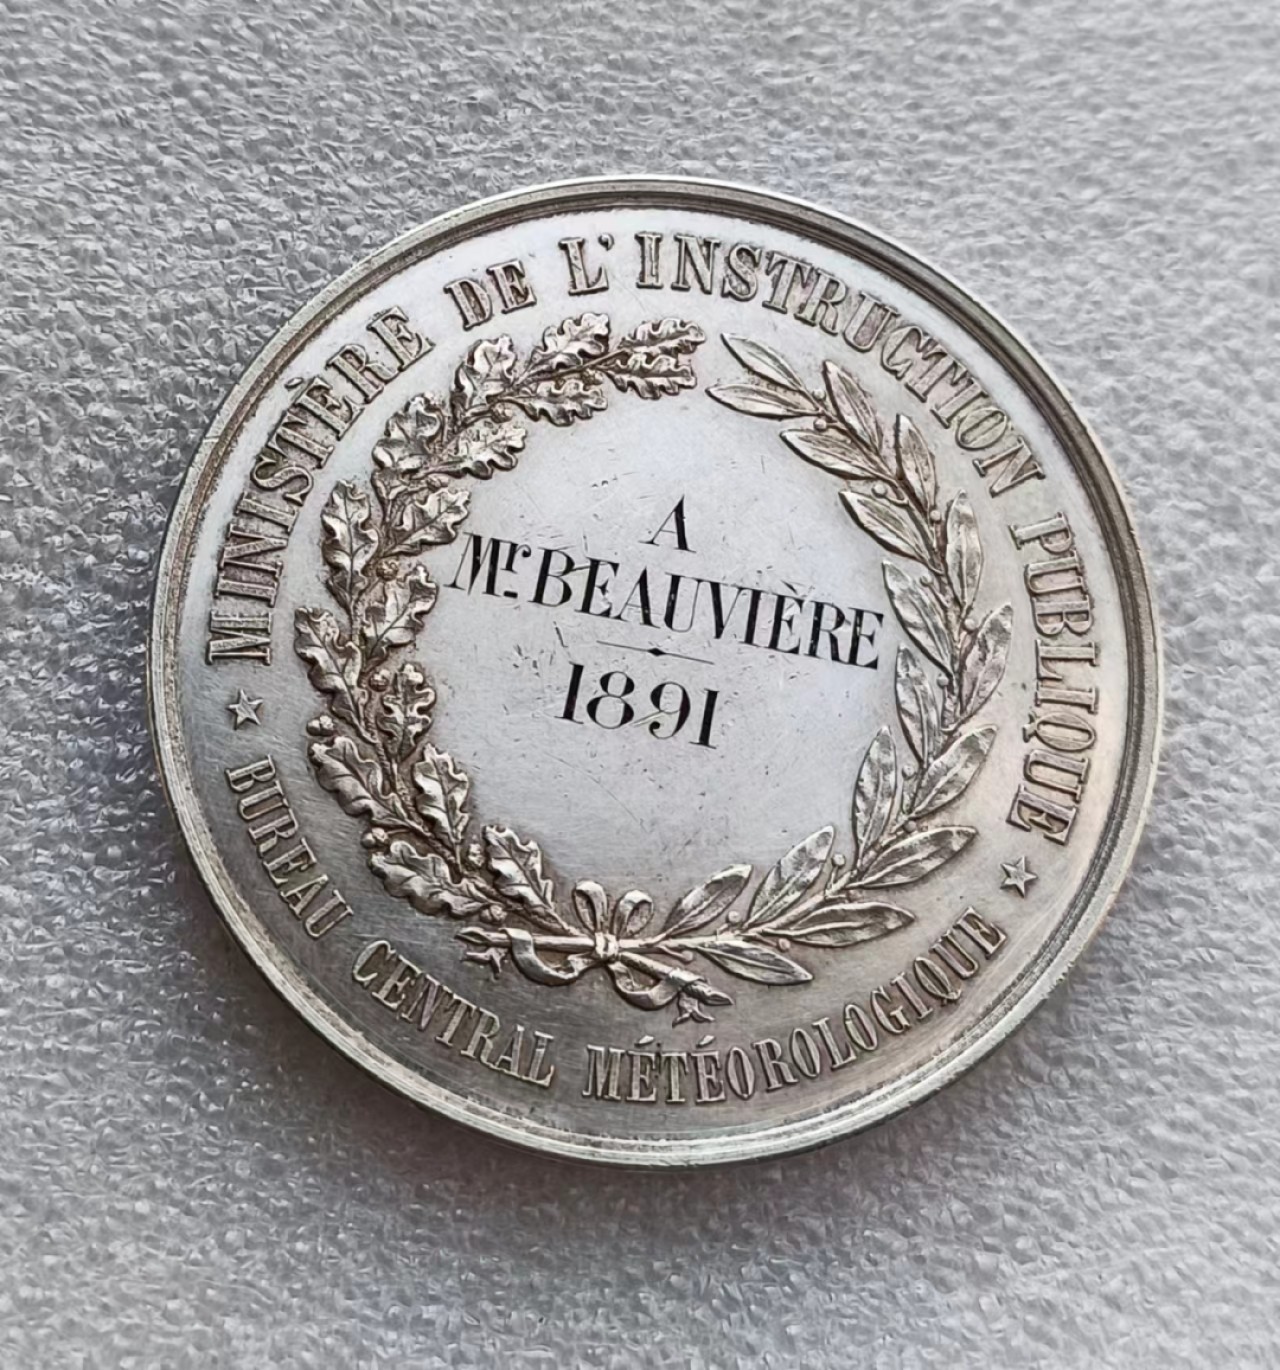 MINISTÈRE DE L'INSTRUCTION PUBLIQUE
A
Mr. BEAUVIÈRE
1891
BUREAU CENTRAL MÉTÉOROLOGIQUE